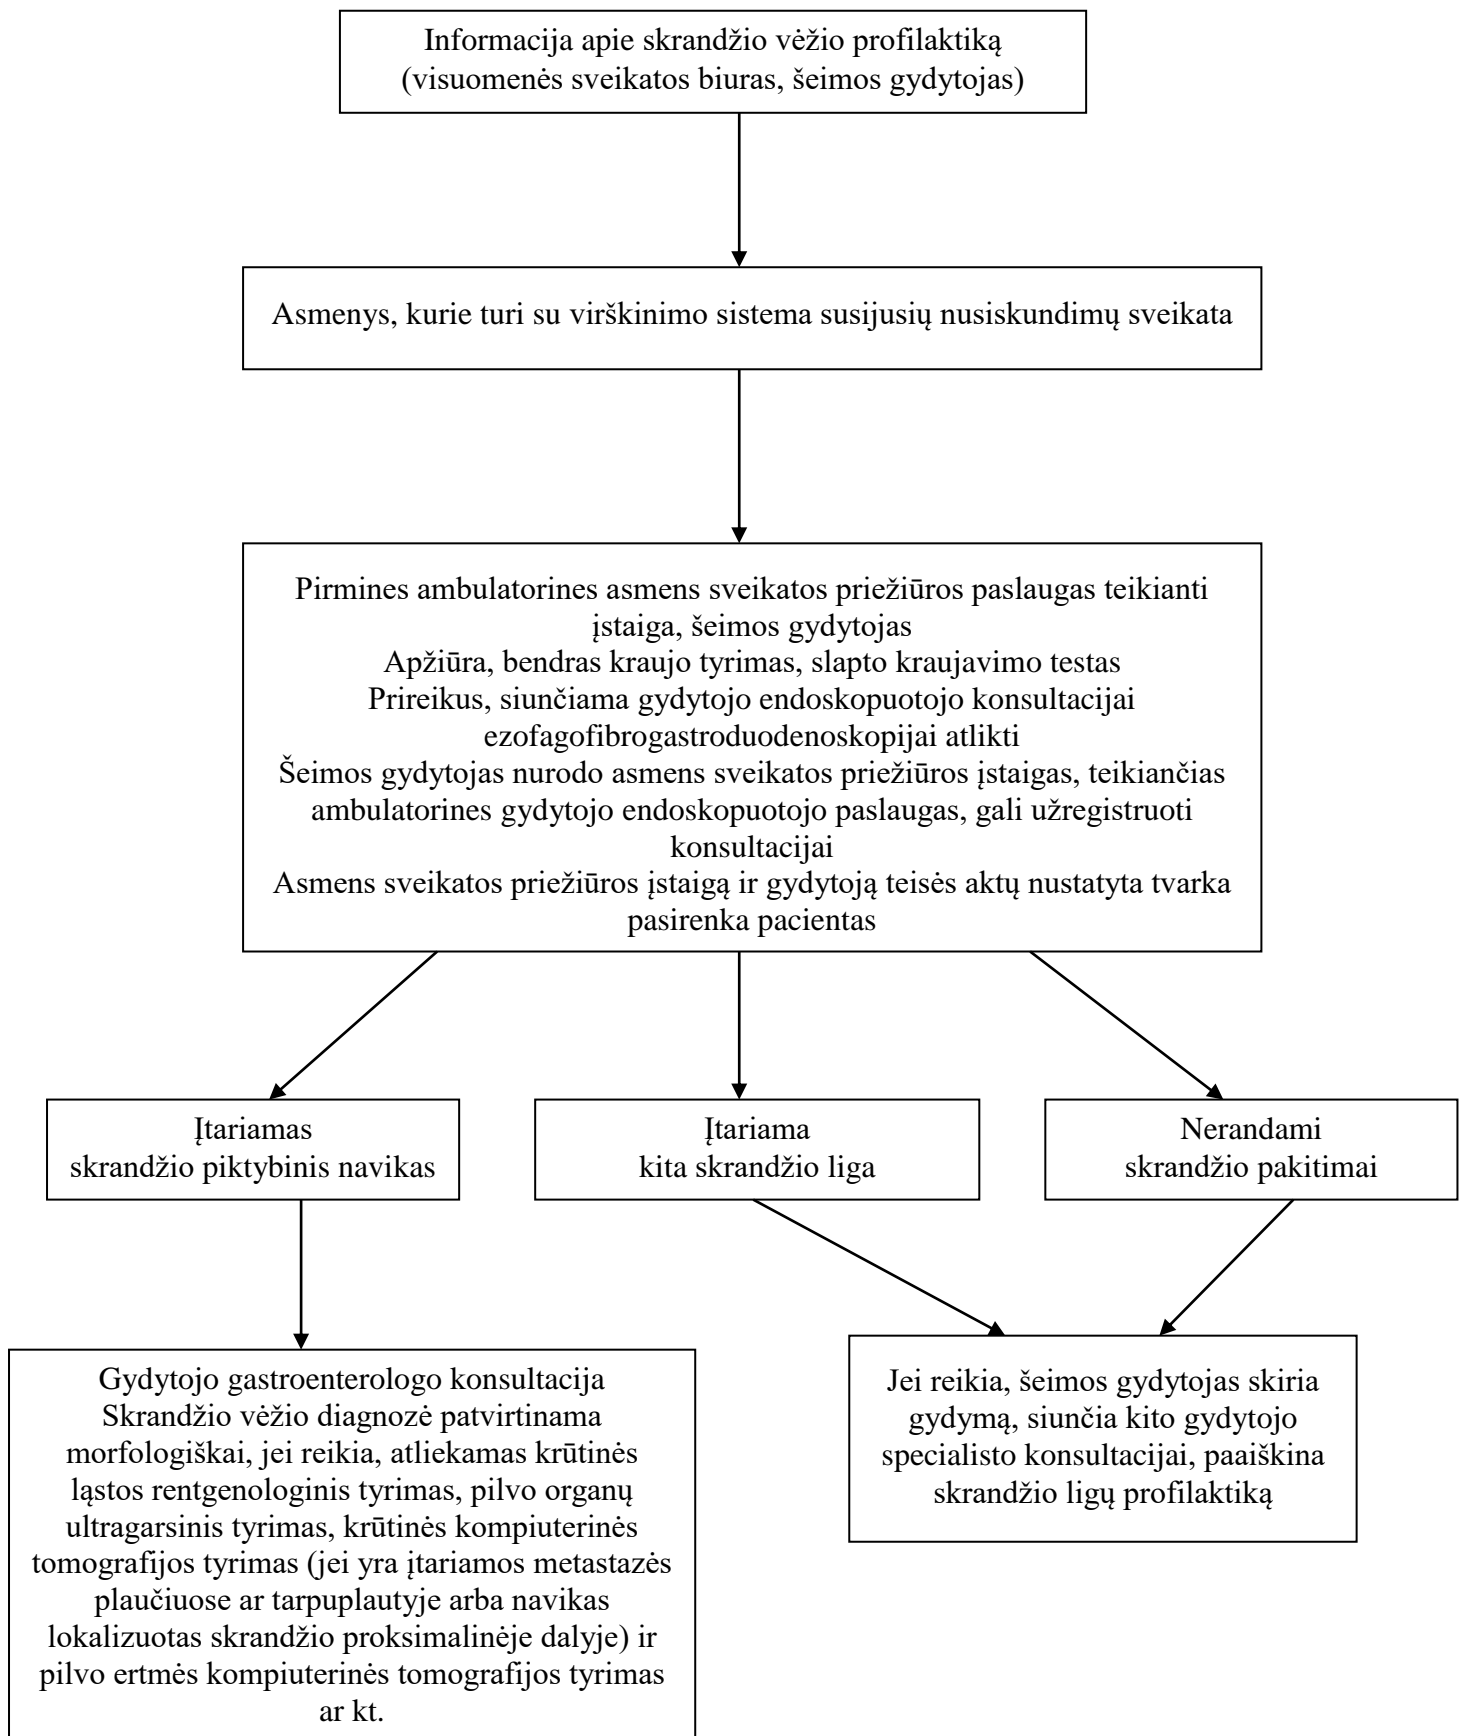 Informacija apie skrandžio vėžio profilaktiką
(visuomenės sveikatos biuras, šeimos gydytojas)
Asmenys, kurie turi su virškinimo sistema susijusių nusiskundimų sveikata
Pirmines ambulatorines asmens sveikatos priežiūros paslaugas teikianti
įstaiga, šeimos gydytojas
Apžiūra, bendras kraujo tyrimas, slapto kraujavimo testas
Prireikus, siunčiama gydytojo endoskopuotojo konsultacijai
ezofagofibrogastroduodenoskopijai atlikti
Šeimos gydytojas nurodo asmens sveikatos priežiūros įstaigas, teikiančias
ambulatorines gydytojo endoskopuotojo paslaugas, gali užregistruoti
konsultacijai
Asmens sveikatos priežiūros įstaigą ir gydytoją teisės aktų nustatyta tvarka
pasirenka pacientas
Įtariamas
skrandžio piktybinis navikas
Įtariama
kita skrandžio liga
Nerandami
skrandžio pakitimai
Gydytojo gastroenterologo konsultacija
Skrandžio vėžio diagnozė patvirtinama
morfologiškai, jei reikia, atliekamas krūtinės
ląstos rentgenologinis tyrimas, pilvo organų
ultragarsinis tyrimas, krūtinės kompiuterinės
tomografijos tyrimas (jei yra įtariamos metastazės
plaučiuose ar tarpuplautyje arba navikas
lokalizuotas skrandžio proksimalinėje dalyje) ir
pilvo ertmės kompiuterinės tomografijos tyrimas
ar kt.
Jei reikia, šeimos gydytojas skiria
gydymą, siunčia kito gydytojo
specialisto konsultacijai, paaiškina
skrandžio ligų profilaktiką